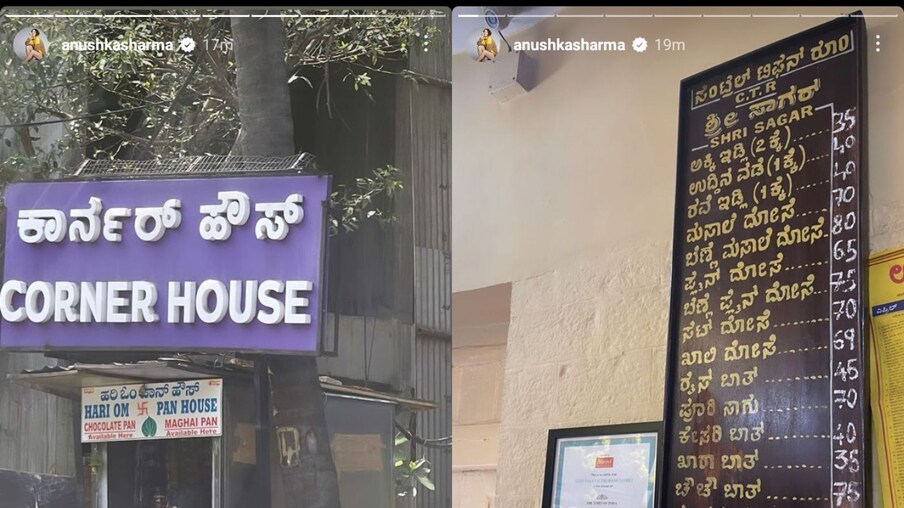 anushkasharma 17m
ಕಾರ್ನರ್ ಹೌಸ್
CORNER HOUSE
ಹರಿ ಓಂ ಪಾನ್ ಹೌಸ್
HARI OM PAN HOUSE
CHOCOLATE PAN MAGHAI PAN
Available Here Available Here
anushkasharma 19m
ಸಂಟ್ರಲ್ ಟಿಫನ್ ರೂಂ
C.T.R
ಶ್ರೀ ಸಾಗರ್
SHRI SAGAR
ಅಕ್ಕಿ ಇಡ್ಲಿ (2ಕ್ಕೆ) 35
ಉದ್ದಿನ ವಡೆ (1ಕ್ಕೆ) 40
ರವೆ ಇಡ್ಲಿ (1ಕ್ಕೆ) 40
ಮಸಾಲೆ ದೋಸೆ 70
ಬೆಣ್ಣೆ ಮಸಾಲೆ ದೋಸೆ 80
ಪ್ಲೈನ್ ದೋಸೆ 65
ಬೆಣ್ಣೆ ಪ್ಲೈನ್ ದೋಸೆ 75
ಸೆಟ್ ದೋಸೆ 70
ಖಾಲಿ ದೋಸೆ 69
ರೈಸ್ ಬಾತ್ 45
ಪೂರಿ ಸಾಗು 70
ಕೇಸರಿ ಬಾತ್ 40
ಖಾರಾ ಬಾತ್ 35
ಚೌಚೌ ಬಾತ್ 75